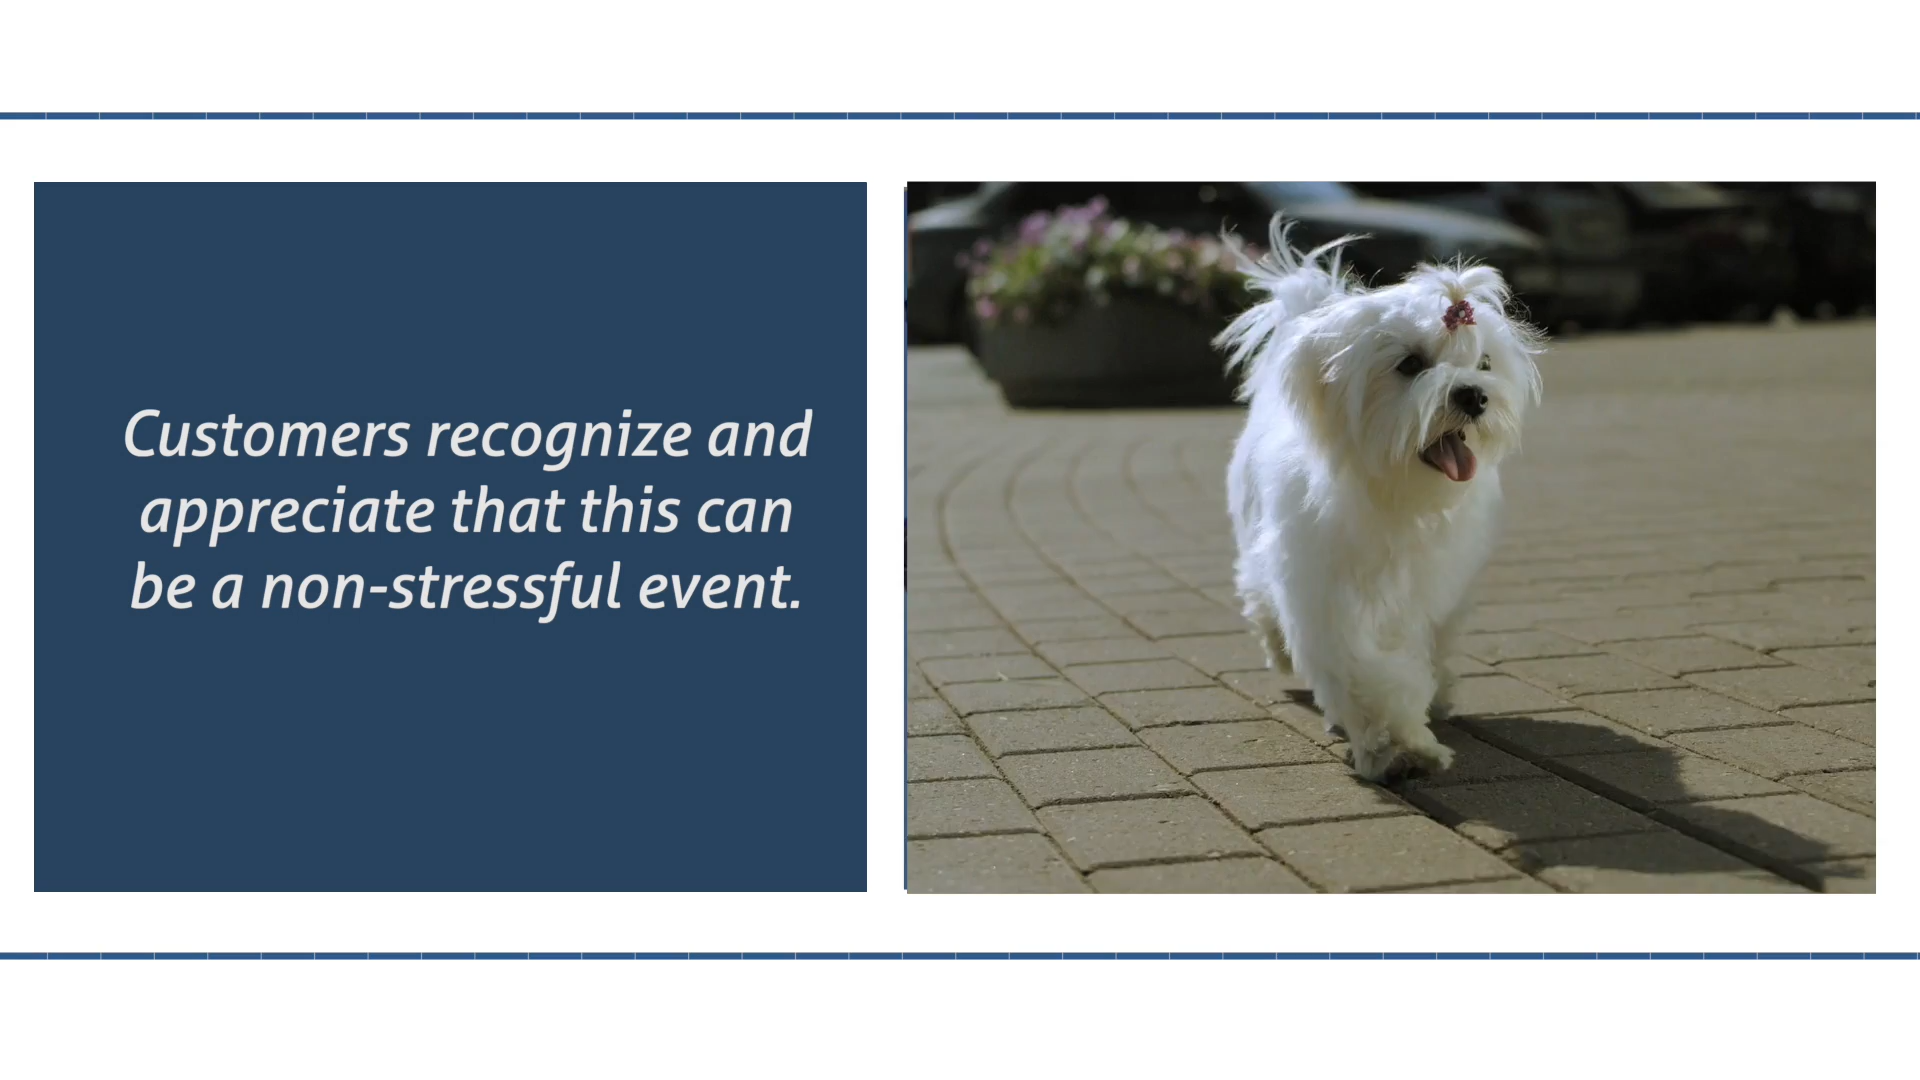 Customers recognize and
appreciate that this can
be a non-stressful event.